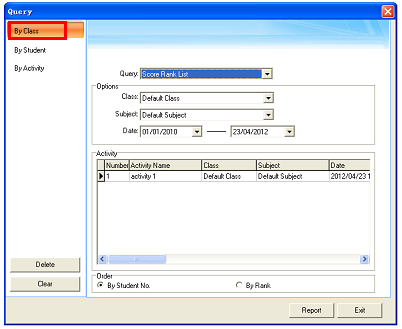 Query
By Class
By Student
By Activity
Query: Score Rank List
Options
Class: Default Class
Subject: Default Subject
Date: 01/01/2010 23/04/2012
Activity
Number Activity Name Class Subject Date
1 activity 1 Default Class Default Subject 2012/04/23 1
Order
By Student No. By Rank
Delete
Clear
Report Exit